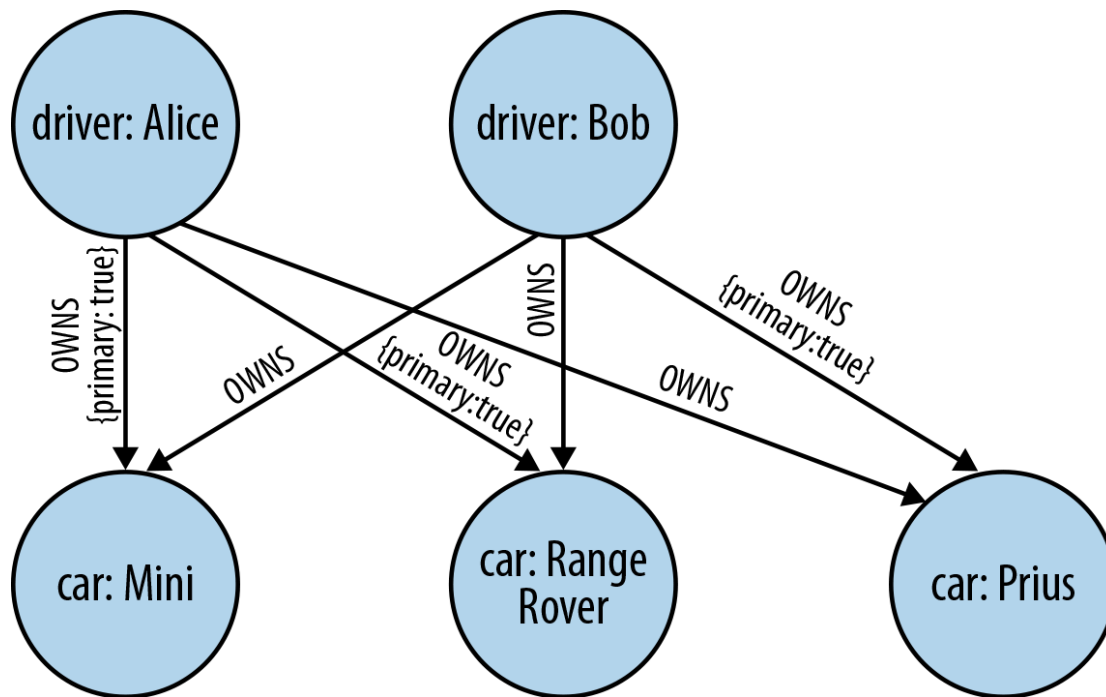 driver: Alice
driver: Bob
OWNS
{primary: true}
OWNS
OWNS
{primary:true}
OWNS
OWNS
OWNS
{primary:true}
car: Mini
car: Range
Rover
car: Prius